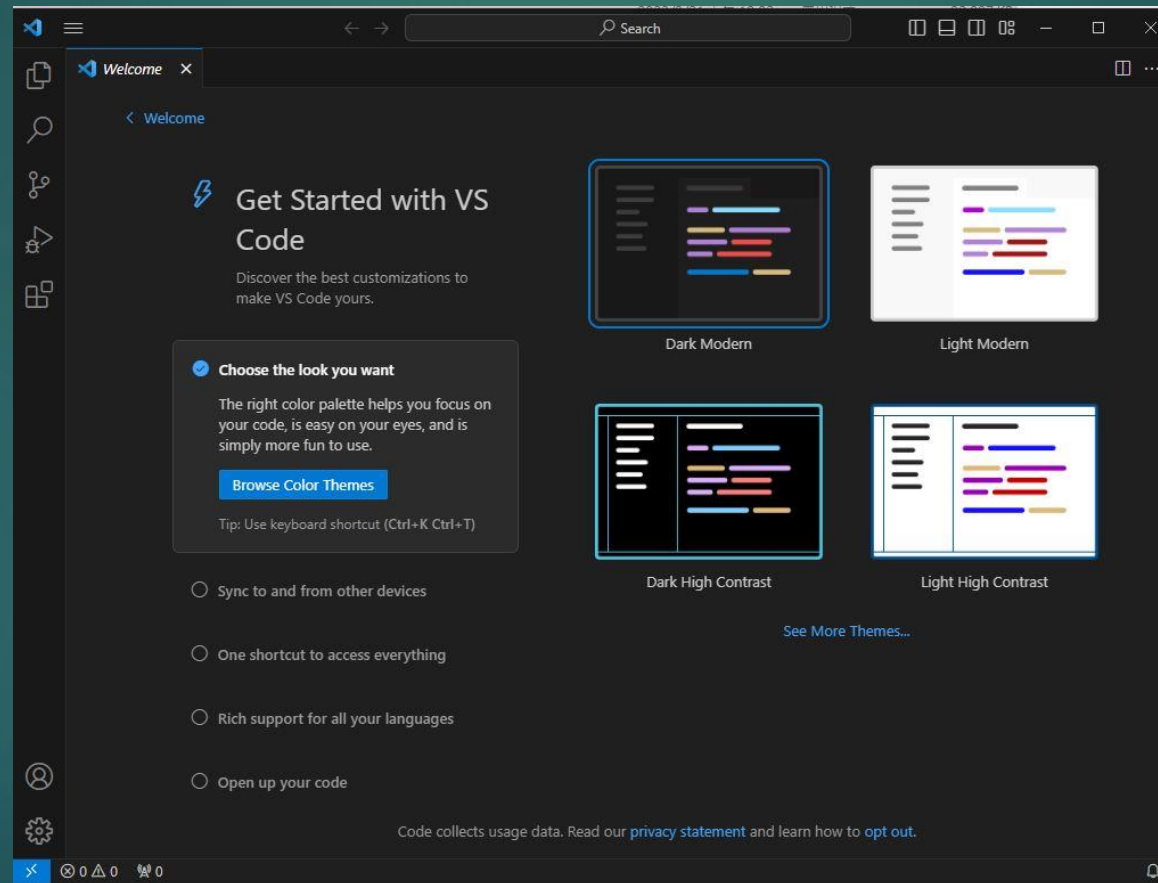 Search
Welcome
Welcome
Get Started with VS
Code
Discover the best customizations to
make VS Code yours.
Choose the look you want
The right color palette helps you focus on
your code, is easy on your eyes, and is
simply more fun to use.
Browse Color Themes
Tip: Use keyboard shortcut (Ctrl+K Ctrl+T)
Sync to and from other devices
One shortcut to access everything
Rich support for all your languages
Open up your code
Dark Modern
Light Modern
Dark High Contrast
Light High Contrast
See More Themes...
Code collects usage data. Read our privacy statement and learn how to opt out.
0 0 0